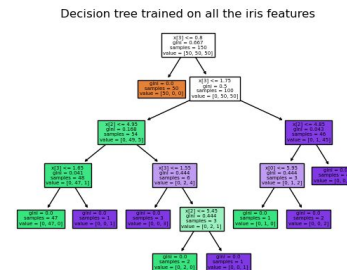 Decision tree trained on all the iris features
x[3] <= 0.8
gini = 0.667
samples = 150
value = [50, 50, 50]
gini = 0.0
samples = 50
value = [50, 0, 0]
x[3] <= 1.75
gini = 0.5
samples = 100
value = [0, 50, 50]
x[2] <= 4.95
gini = 0.168
samples = 54
value = [0, 49, 5]
x[2] <= 4.85
gini = 0.043
samples = 46
value = [0, 1, 45]
x[3] <= 1.65
gini = 0.041
samples = 48
value = [0, 47, 1]
x[3] <= 1.55
gini = 0.444
samples = 6
value = [0, 2, 4]
x[0] <= 5.95
gini = 0.444
samples = 3
value = [0, 1, 2]
gini = 0.0
samples = 47
value = [0, 47, 0]
gini = 0.0
samples = 1
value = [0, 0, 1]
gini = 0.0
samples = 3
value = [0, 0, 3]
x[2] <= 5.45
gini = 0.444
samples = 3
value = [0, 2, 1]
gini = 0.0
samples = 1
value = [0, 1, 0]
gini = 0.0
samples = 2
value = [0, 0, 2]
gini = 0.0
samples = 2
value = [0, 2, 0]
gini = 0.0
samples = 1
value = [0, 0, 1]